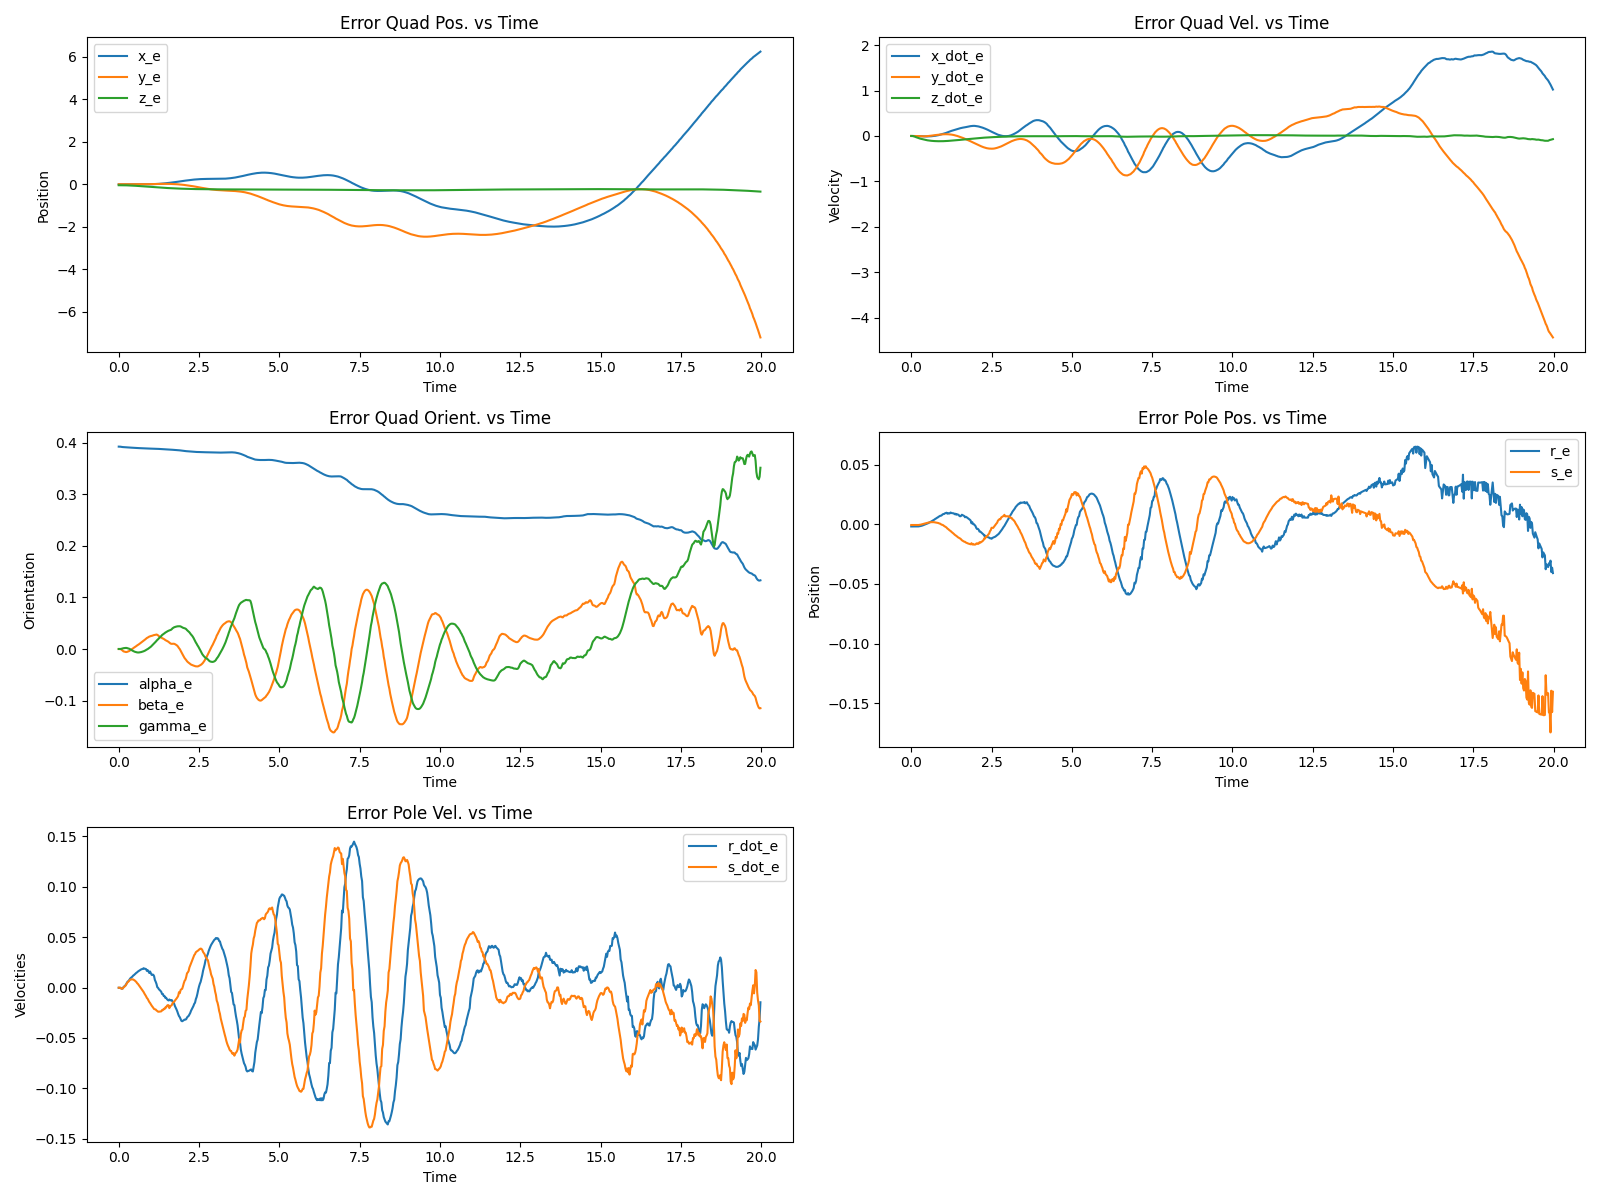 Error Quad Pos. vs Time
Position
6
4
2
0
−2
−4
−6
x_e
y_e
z_e
0.0 2.5 5.0 7.5 10.0 12.5 15.0 17.5 20.0
Time
Error Quad Vel. vs Time
Velocity
2
1
0
−1
−2
−3
−4
x_dot_e
y_dot_e
z_dot_e
0.0 2.5 5.0 7.5 10.0 12.5 15.0 17.5 20.0
Time
Error Quad Orient. vs Time
Orientation
0.4
0.3
0.2
0.1
0.0
−0.1
alpha_e
beta_e
gamma_e
0.0 2.5 5.0 7.5 10.0 12.5 15.0 17.5 20.0
Time
Error Pole Pos. vs Time
Position
0.05
0.00
−0.05
−0.10
−0.15
r_e
s_e
0.0 2.5 5.0 7.5 10.0 12.5 15.0 17.5 20.0
Time
Error Pole Vel. vs Time
Velocities
0.15
0.10
0.05
0.00
−0.05
−0.10
−0.15
r_dot_e
s_dot_e
0.0 2.5 5.0 7.5 10.0 12.5 15.0 17.5 20.0
Time